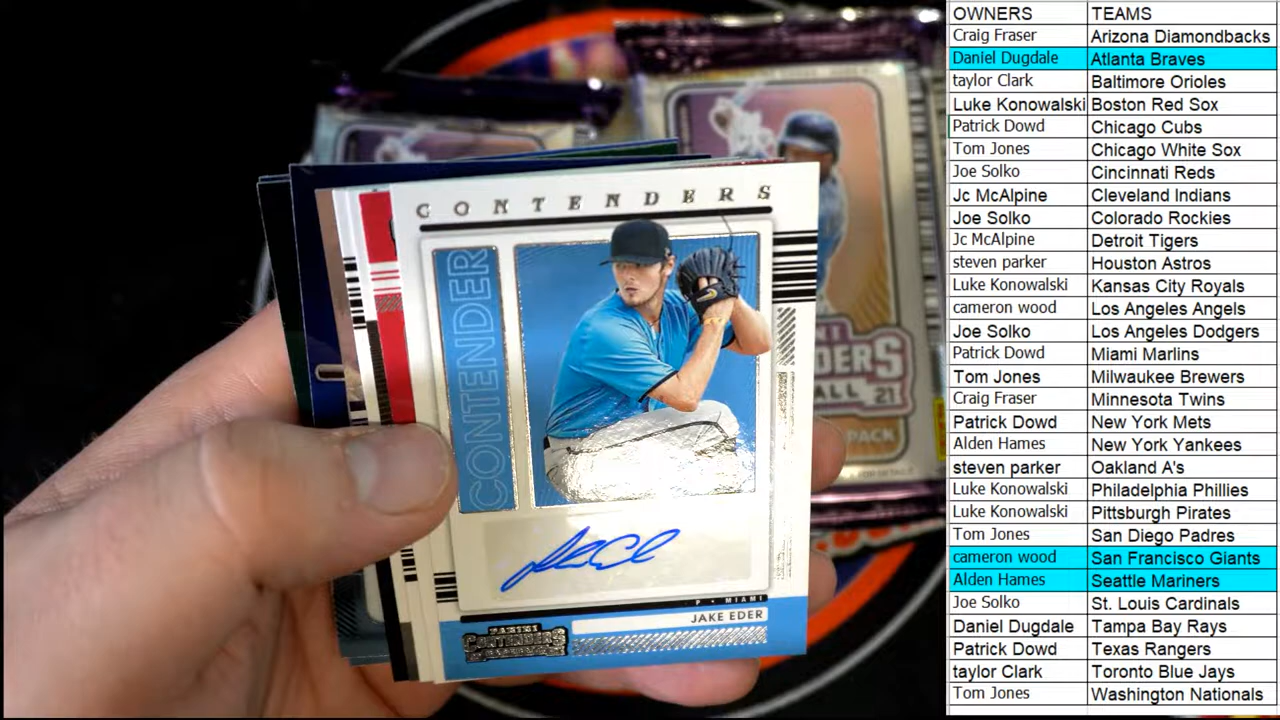 CONTENDERS
CONTENDER
P • MIAMI
JAKE EDER
PANINI
CONTENDERS
BASEBALL
NT
NDERS
ALL 21
PACK
OWNERS TEAMS
Craig Fraser Arizona Diamondbacks
Daniel Dugdale Atlanta Braves
taylor Clark Baltimore Orioles
Luke Konowalski Boston Red Sox
Patrick Dowd Chicago Cubs
Tom Jones Chicago White Sox
Joe Solko Cincinnati Reds
Jc McAlpine Cleveland Indians
Joe Solko Colorado Rockies
Jc McAlpine Detroit Tigers
steven parker Houston Astros
Luke Konowalski Kansas City Royals
cameron wood Los Angeles Angels
Joe Solko Los Angeles Dodgers
Patrick Dowd Miami Marlins
Tom Jones Milwaukee Brewers
Craig Fraser Minnesota Twins
Patrick Dowd New York Mets
Alden Hames New York Yankees
steven parker Oakland A's
Luke Konowalski Philadelphia Phillies
Luke Konowalski Pittsburgh Pirates
Tom Jones San Diego Padres
cameron wood San Francisco Giants
Alden Hames Seattle Mariners
Joe Solko St. Louis Cardinals
Daniel Dugdale Tampa Bay Rays
Patrick Dowd Texas Rangers
taylor Clark Toronto Blue Jays
Tom Jones Washington Nationals